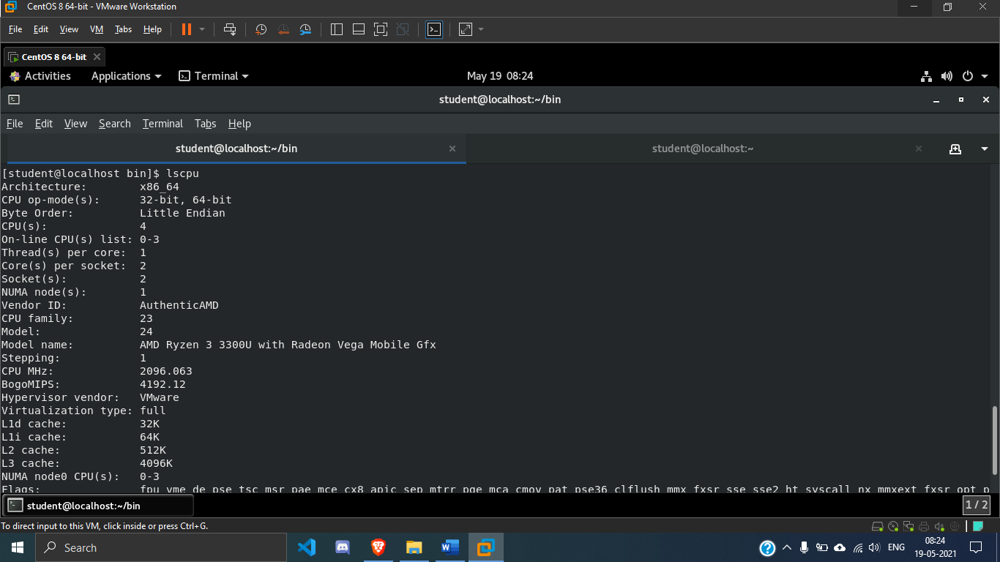 CentOS 8 64-bit - VMware Workstation
File Edit View VM Tabs Help
CentOS 8 64-bit
Activities Applications Terminal May 19 08:24
student@localhost:~/bin
File Edit View Search Terminal Tabs Help
student@localhost:~/bin student@localhost:~
[student@localhost bin]$ lscpu
Architecture: x86_64
CPU op-mode(s): 32-bit, 64-bit
Byte Order: Little Endian
CPU(s): 4
On-line CPU(s) list: 0-3
Thread(s) per core: 1
Core(s) per socket: 2
Socket(s): 2
NUMA node(s): 1
Vendor ID: AuthenticAMD
CPU family: 23
Model: 24
Model name: AMD Ryzen 3 3300U with Radeon Vega Mobile Gfx
Stepping: 1
CPU MHz: 2096.063
BogoMIPS: 4192.12
Hypervisor vendor: VMware
Virtualization type: full
L1d cache: 32K
L1i cache: 64K
L2 cache: 512K
L3 cache: 4096K
NUMA node0 CPU(s): 0-3
Flags: fpu vme de pse tsc msr pae mce cx8 apic sep mtrr pge mca cmov pat pse36 clflush mmx fxsr sse sse2 ht syscall nx mmxext fxsr_opt p
student@localhost:~/bin 1 / 2
To direct input to this VM, click inside or press Ctrl+G.
Search ENG 08:24
19-05-2021